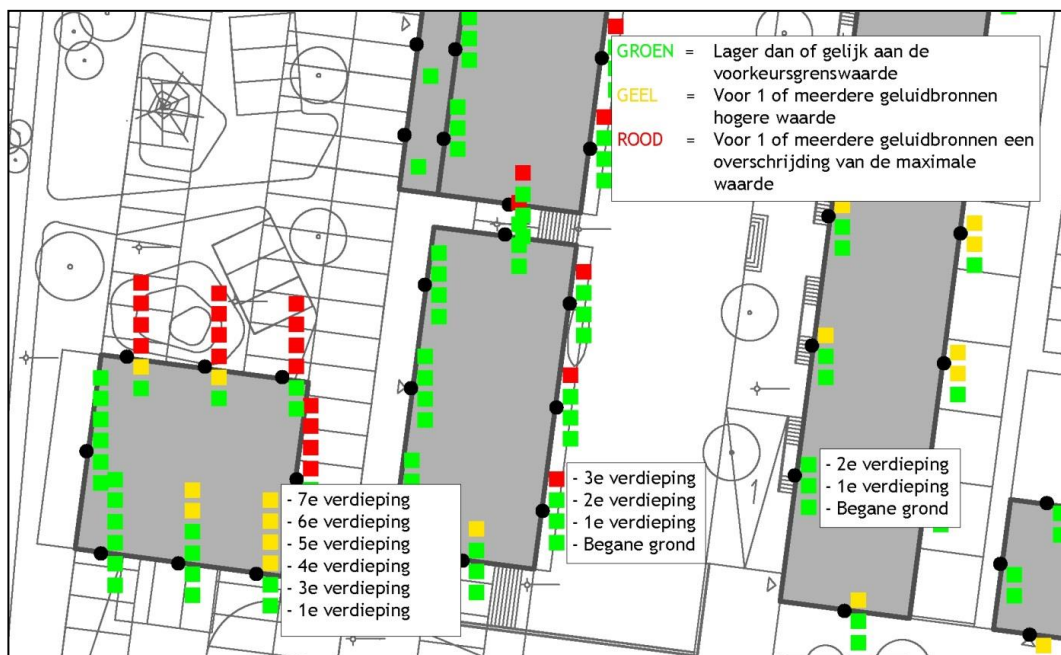 GROEN = Lager dan of gelijk aan de
voorkeursgrenswaarde
GEEL = Voor 1 of meerdere geluidbronnen
hogere waarde
ROOD = Voor 1 of meerdere geluidbronnen een
overschrijding van de maximale
waarde
- 7e verdieping
- 6e verdieping
- 5e verdieping
- 4e verdieping
- 3e verdieping
- 1e verdieping
- 3e verdieping
- 2e verdieping
- 1e verdieping
- Begane grond
- 2e verdieping
- 1e verdieping
- Begane grond
1